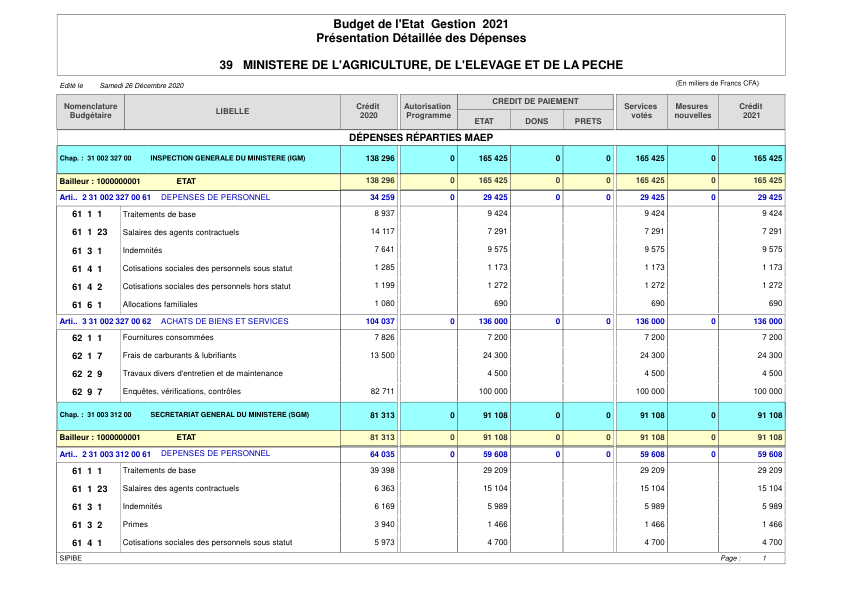 Budget de l'Etat Gestion 2021
Présentation Détaillée des Dépenses
39 MINISTERE DE L'AGRICULTURE, DE L'ELEVAGE ET DE LA PECHE
Edité le Samedi 26 Décembre 2020 (En miliers de Francs CFA)
Nomenclature Budgétaire LIBELLE Crédit 2020 Autorisation Programme CREDIT DE PAIEMENT ETAT DONS PRETS Services votés Mesures nouvelles Crédit 2021
DÉPENSES RÉPARTIES MAEP
Chap. : 31 002 327 00 INSPECTION GENERALE DU MINISTERE (IGM) 138 296 0 165 425 0 0 165 425 0 165 425
Bailleur : 1000000001 ETAT 138 296 0 165 425 0 0 165 425 0 165 425
Arti.. 2 31 002 327 00 61 DEPENSES DE PERSONNEL 34 259 0 29 425 0 0 29 425 0 29 425
61 1 1 Traitements de base 8 937 9 424 9 424 9 424
61 1 23 Salaires des agents contractuels 14 117 7 291 7 291 7 291
61 3 1 Indemnités 7 641 9 575 9 575 9 575
61 4 1 Cotisations sociales des personnels sous statut 1 285 1 173 1 173 1 173
61 4 2 Cotisations sociales des personnels hors statut 1 199 1 272 1 272 1 272
61 6 1 Allocations familiales 1 080 690 690 690
Arti.. 3 31 002 327 00 62 ACHATS DE BIENS ET SERVICES 104 037 0 136 000 0 0 136 000 0 136 000
62 1 1 Fournitures consommées 7 826 7 200 7 200 7 200
62 1 7 Frais de carburants & lubrifiants 13 500 24 300 24 300 24 300
62 2 9 Travaux divers d'entretien et de maintenance 4 500 4 500 4 500
62 9 7 Enquêtes, vérifications, contrôles 82 711 100 000 100 000 100 000
Chap. : 31 003 312 00 SECRETARIAT GENERAL DU MINISTERE (SGM) 81 313 0 91 108 0 0 91 108 0 91 108
Bailleur : 1000000001 ETAT 81 313 0 91 108 0 0 91 108 0 91 108
Arti.. 2 31 003 312 00 61 DEPENSES DE PERSONNEL 64 035 0 59 608 0 0 59 608 0 59 608
61 1 1 Traitements de base 39 398 29 209 29 209 29 209
61 1 23 Salaires des agents contractuels 6 363 15 104 15 104 15 104
61 3 1 Indemnités 6 169 5 989 5 989 5 989
61 3 2 Primes 3 940 1 466 1 466 1 466
61 4 1 Cotisations sociales des personnels sous statut 5 973 4 700 4 700 4 700
SIPIBE Page : 1